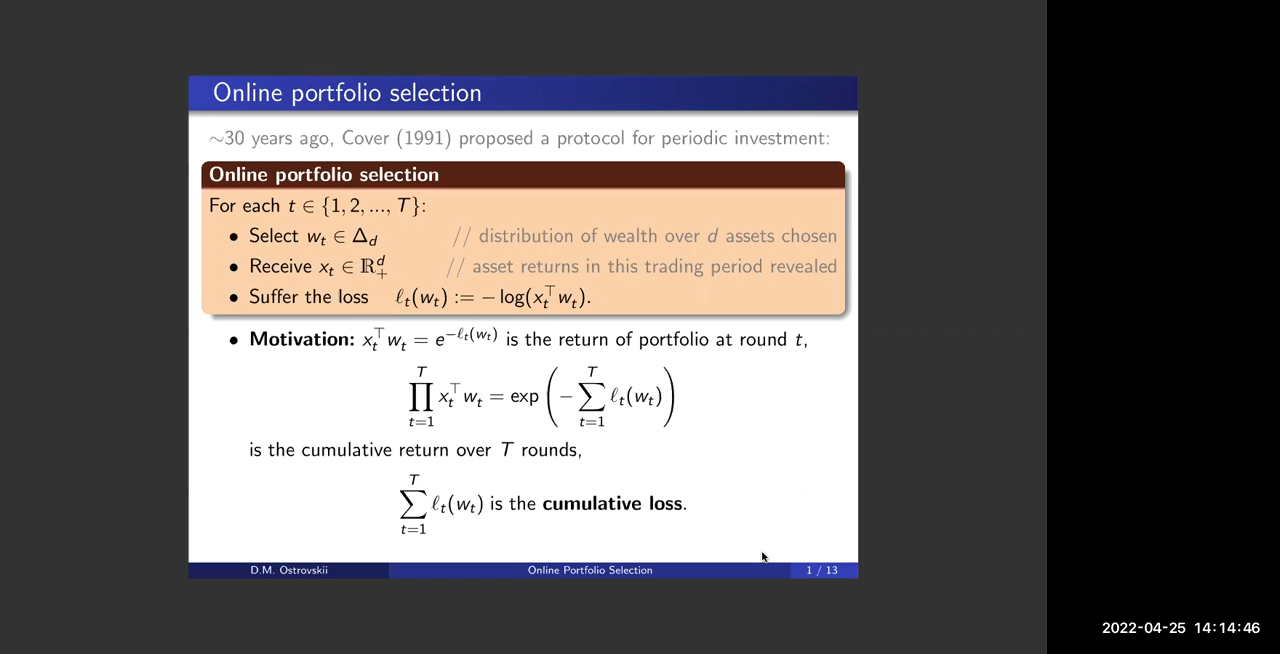 Online portfolio selection
∼30 years ago, Cover (1991) proposed a protocol for periodic investment:
Online portfolio selection
For each t ∈ {1, 2, ..., T}:
• Select w_t ∈ Δ_d // distribution of wealth over d assets chosen
• Receive x_t ∈ ℝ_+^d // asset returns in this trading period revealed
• Suffer the loss ℓ_t(w_t) := − log(x_t^⊤ w_t).
• Motivation: x_t^⊤ w_t = e^{−ℓ_t(w_t)} is the return of portfolio at round t,
∏_{t=1}^T x_t^⊤ w_t = exp(−∑_{t=1}^T ℓ_t(w_t))
is the cumulative return over T rounds,
∑_{t=1}^T ℓ_t(w_t) is the cumulative loss.
D.M. Ostrovskii Online Portfolio Selection 1 / 13
2022-04-25 14:14:46